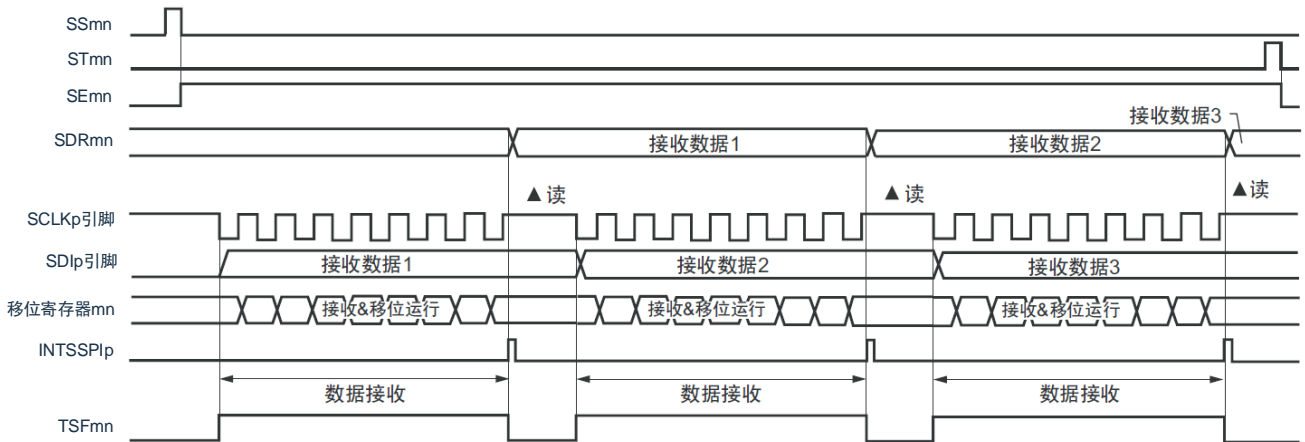 SSmn
STmn
SEmn
接收数据3
SDRmn
接收数据1
接收数据2
▲读
▲读
▲读
SCLKp引脚
SDIp引脚
接收数据1
接收数据2
接收数据3
移位寄存器mn
接收&移位运行
接收&移位运行
接收&移位运行
INTSSPIp
数据接收
数据接收
数据接收
TSFmn